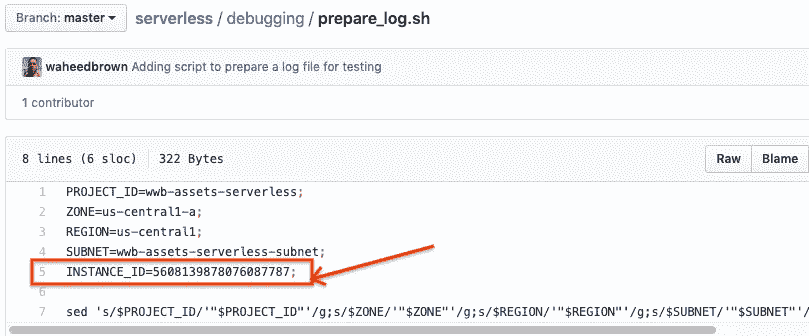 Branch: master
serverless / debugging / prepare_log.sh
waheedbrown Adding script to prepare a log file for testing
1 contributor
8 lines (6 sloc) 322 Bytes Raw Blame
1 PROJECT_ID=wwb-assets-serverless;
2 ZONE=us-central1-a;
3 REGION=us-central1;
4 SUBNET=wwb-assets-serverless-subnet;
5 INSTANCE_ID=5608139878076087787;
6
7 sed 's/$PROJECT_ID/'"$PROJECT_ID"'/g;s/$ZONE/'"$ZONE"'/g;s/$REGION/'"$REGION"'/g;s/$SUBNET/'"$SUBNET"'/